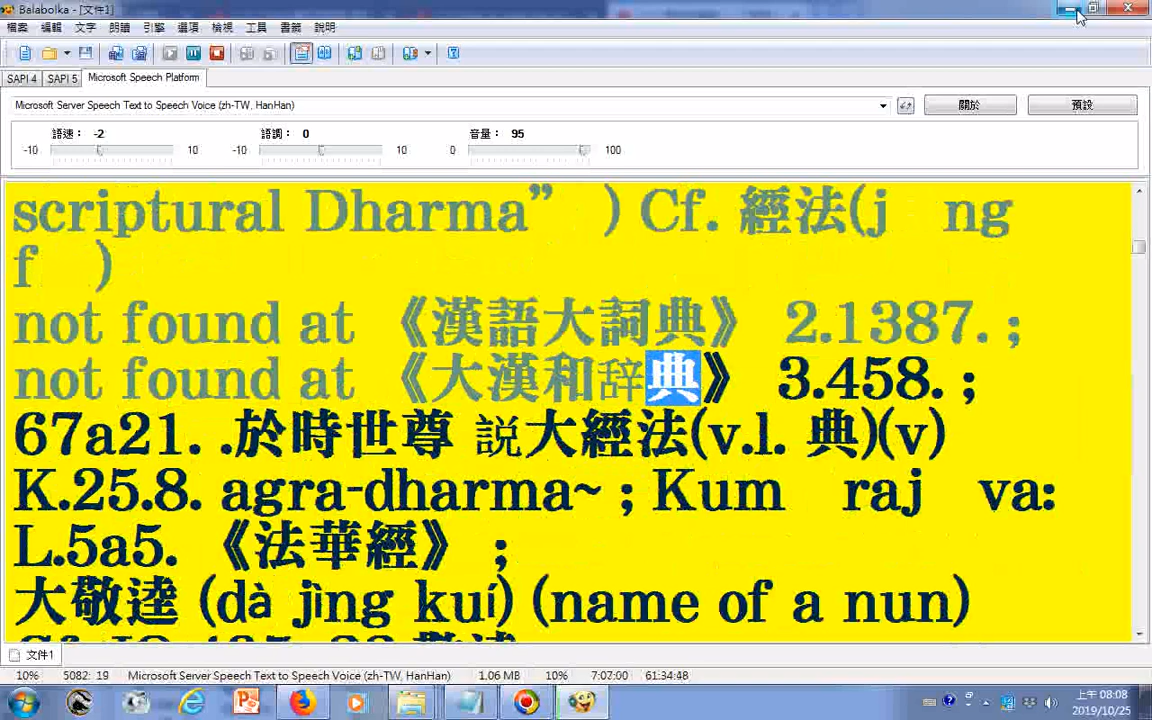 Balabolka - [文件1]
檔案 編輯 文字 朗讀 引擎 選項 檢視 工具 書籤 說明
SAPI 4 SAPI 5 Microsoft Speech Platform
Microsoft Server Speech Text to Speech Voice (zh-TW, HanHan) 關於 預設
語速： -2 語調： 0 音量： 95
-10 10 -10 10 0 100
scriptural Dharma” ) Cf. 經法(j ng
f )
not found at 《漢語大詞典》 2.1387. ;
not found at 《大漢和辞典》 3.458. ;
67a21. .於時世尊 説大經法(v.l. 典)(v)
K.25.8. agra-dharma~ ; Kum raj va:
L.5a5. 《法華經》 ;
大敬逵 (dà jìng kuí) (name of a nun)
文件1
10% 5082: 19 Microsoft Server Speech Text to Speech Voice (zh-TW, HanHan) 1.06 MB 10% 7:07:00 61:34:48
上午 08:08
2019/10/25